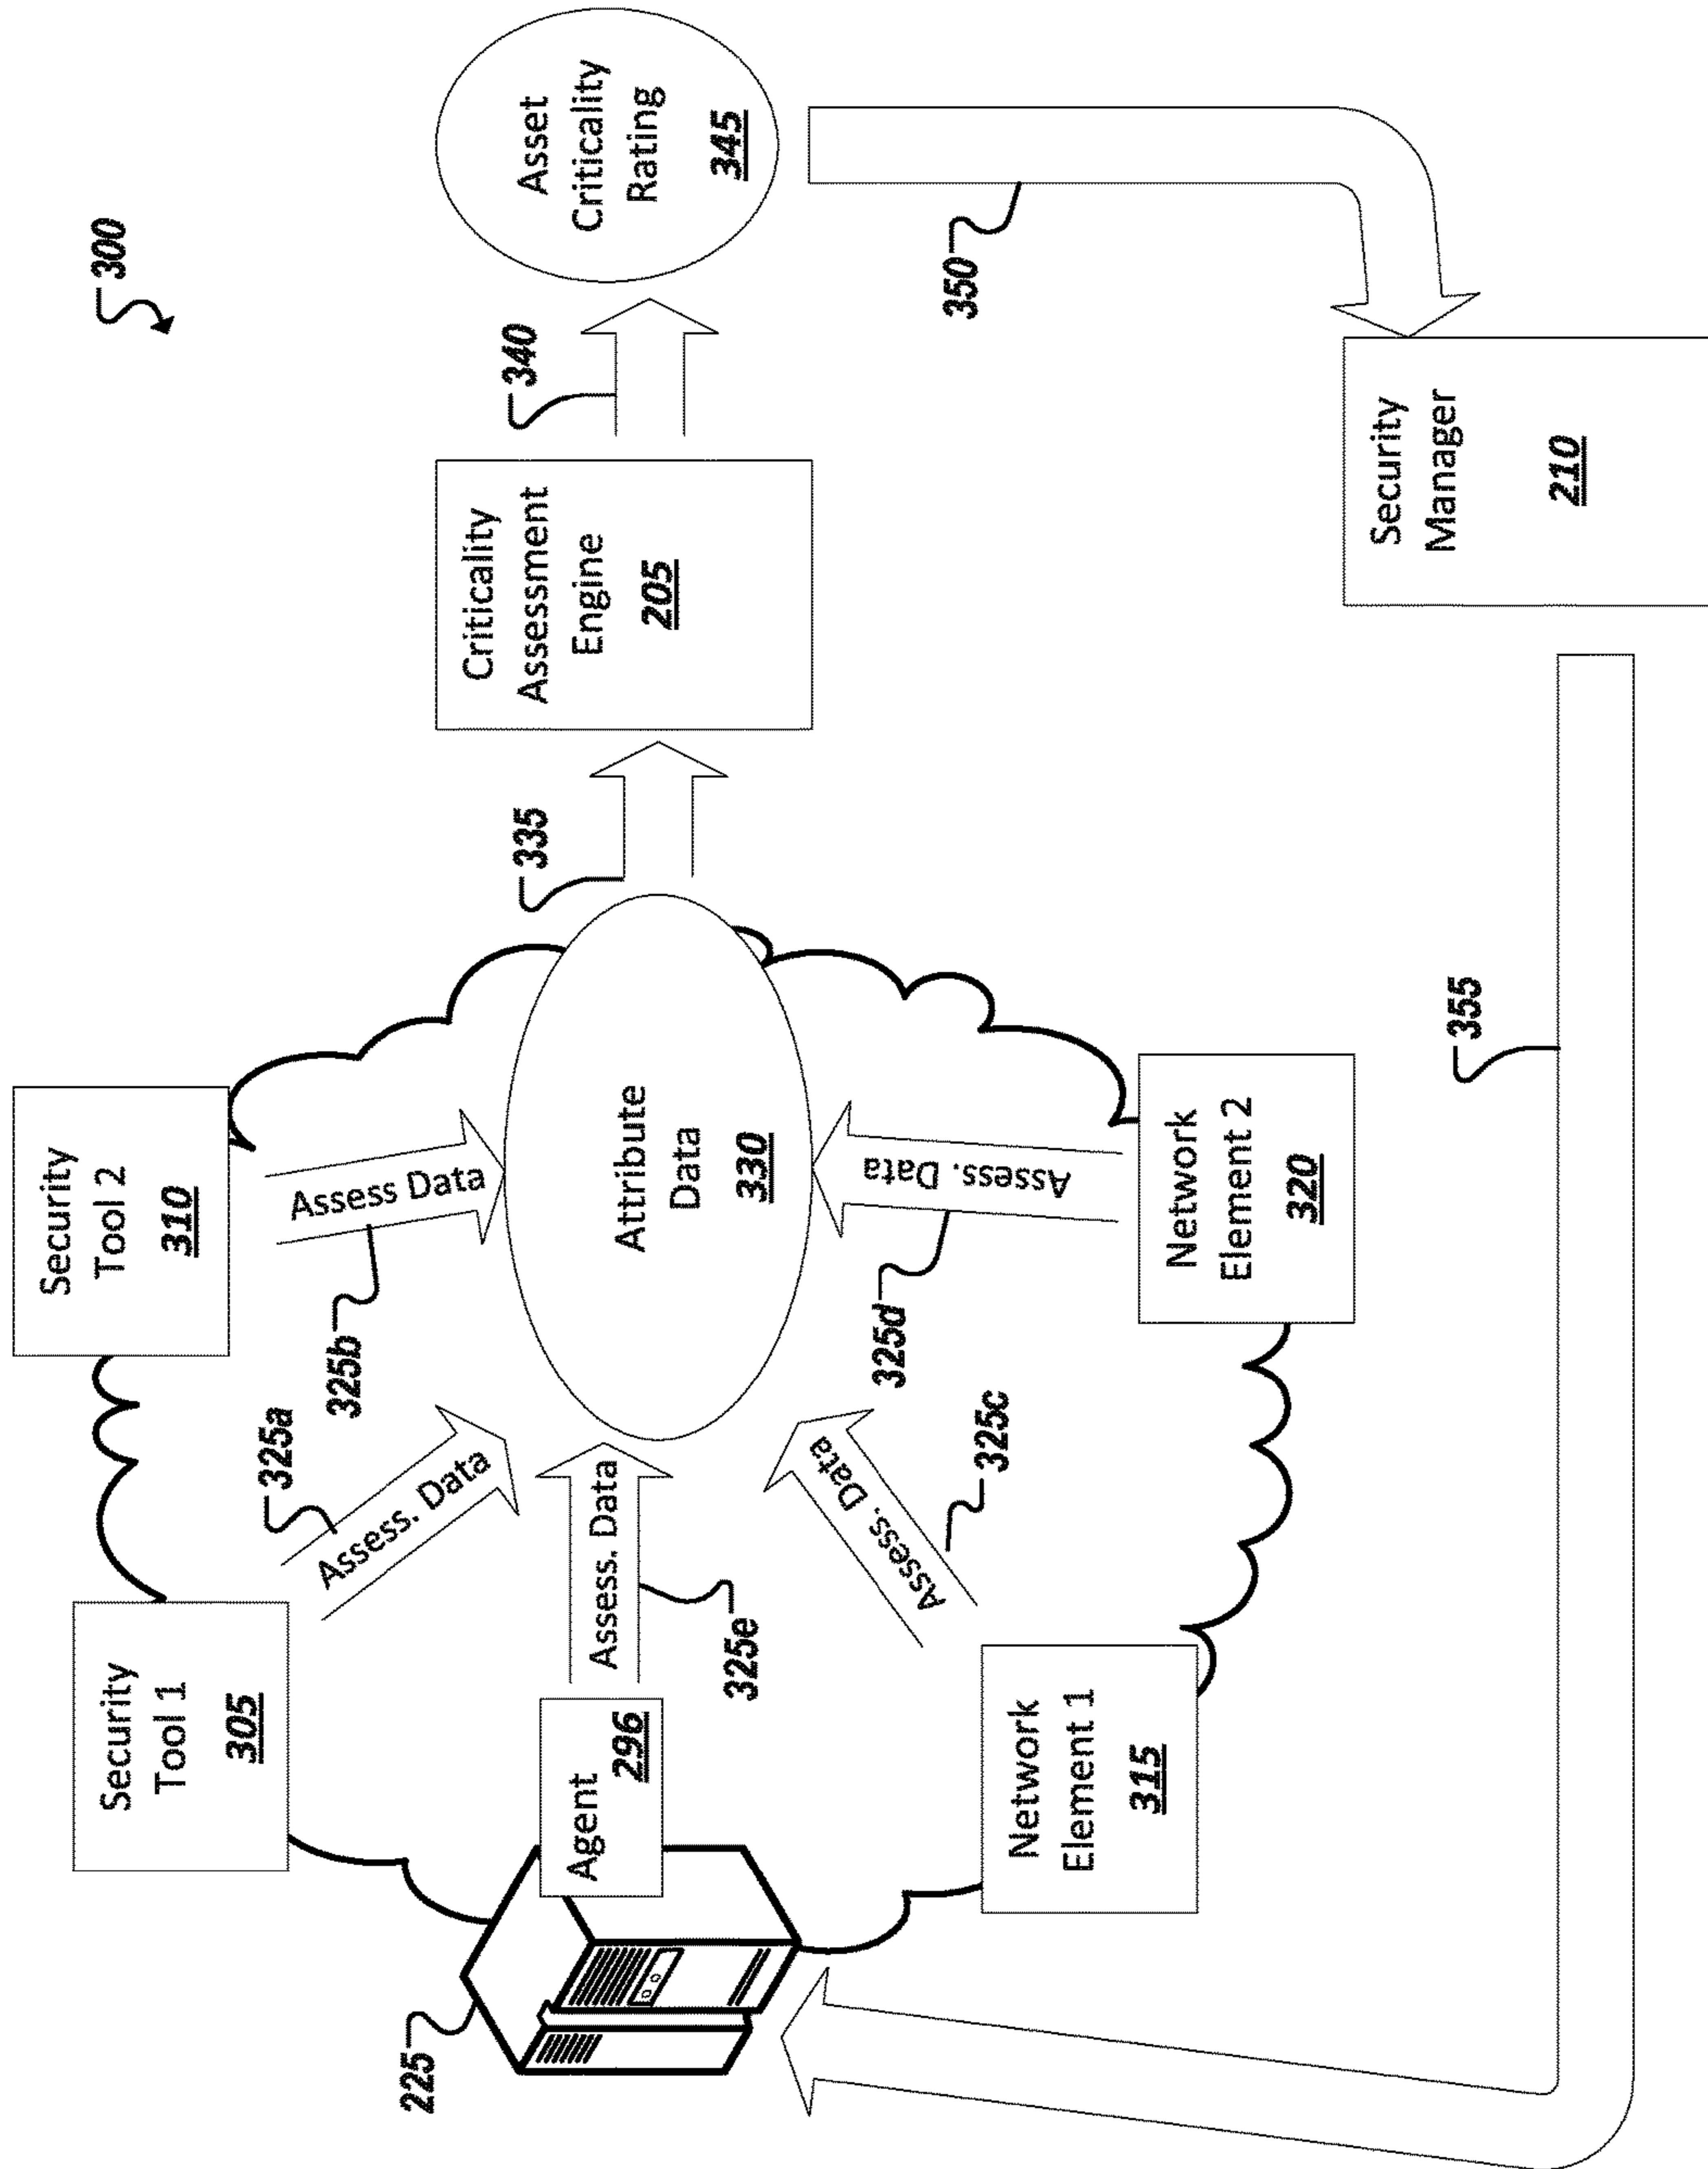 300
Security
Tool 1
305
Security
Tool 2
310
325a
Assess. Data
325b
Assess Data
225
Agent
296
Assess. Data
325e
Attribute
Data
330
335
Criticality
Assessment
Engine
205
340
Asset
Criticality
Rating
345
Assess. Data
325c
Assess. Data
325d
Network
Element 1
315
Network
Element 2
320
350
Security
Manager
210
355